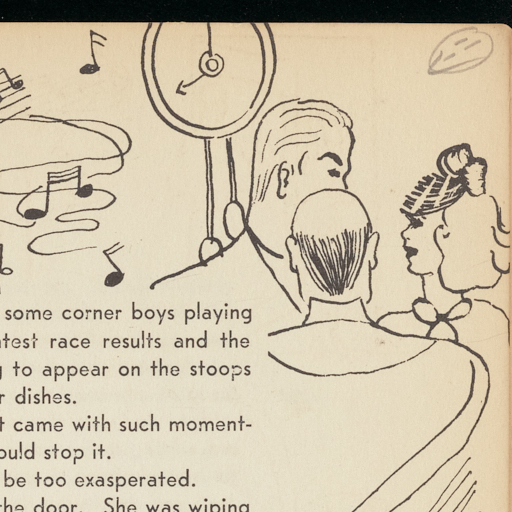 some corner boys playing
test race results and the
to appear on the stoops
dishes.
came with such moment-
ould stop it.
be too exasperated.
the door. She was wiping